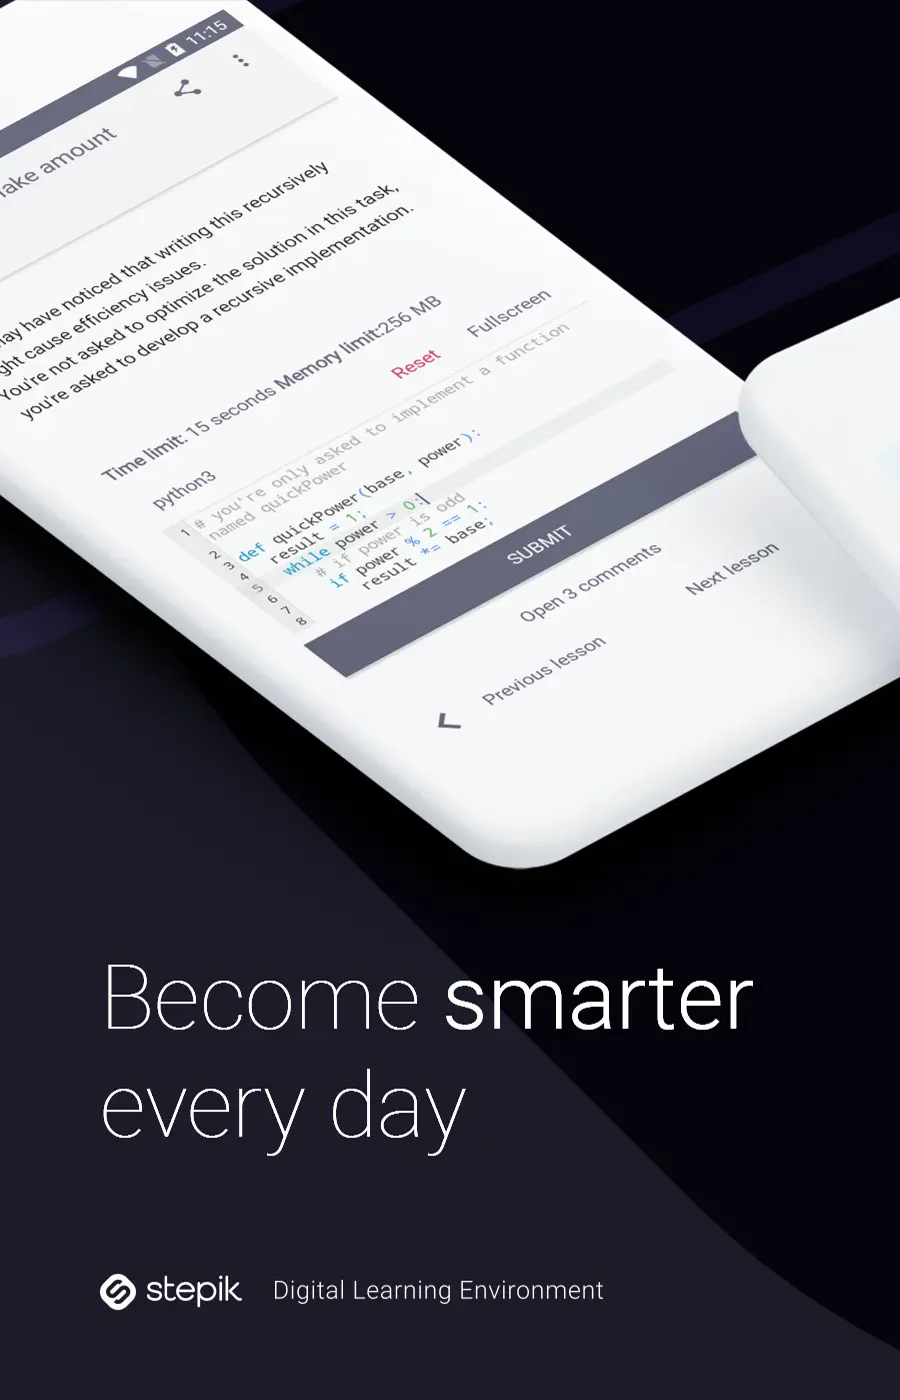 11:15
amount
have noticed that writing this recursively
cause efficiency issues.
You're not asked to optimize the solution in this task,
you're asked to develop a recursive implementation.
Time limit: 15 seconds Memory limit:256 MB
Reset
Fullscreen
python3
1 # you're only asked to implement a function
named quickPower
2
3 def quickPower(base, power):
4 result = 1;
5 while power > 0:
6 # if power is odd
7 if power % 2 == 1:
8 result *= base;
SUBMIT
Open 3 comments
Previous lesson
Next lesson
Become smarter
every day
stepik Digital Learning Environment